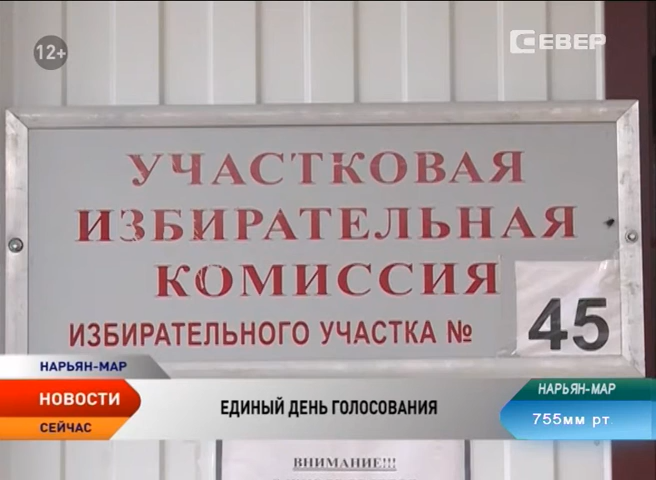 12+
СЕВЕР
УЧАСТКОВАЯ
ИЗБИРАТЕЛЬНАЯ
КОМИССИЯ
ИЗБИРАТЕЛЬНОГО УЧАСТКА № 45
НАРЬЯН-МАР
НОВОСТИ
СЕЙЧАС
ЕДИНЫЙ ДЕНЬ ГОЛОСОВАНИЯ
НАРЬЯН-МАР
755мм рт
ВНИМАНИЕ!!!